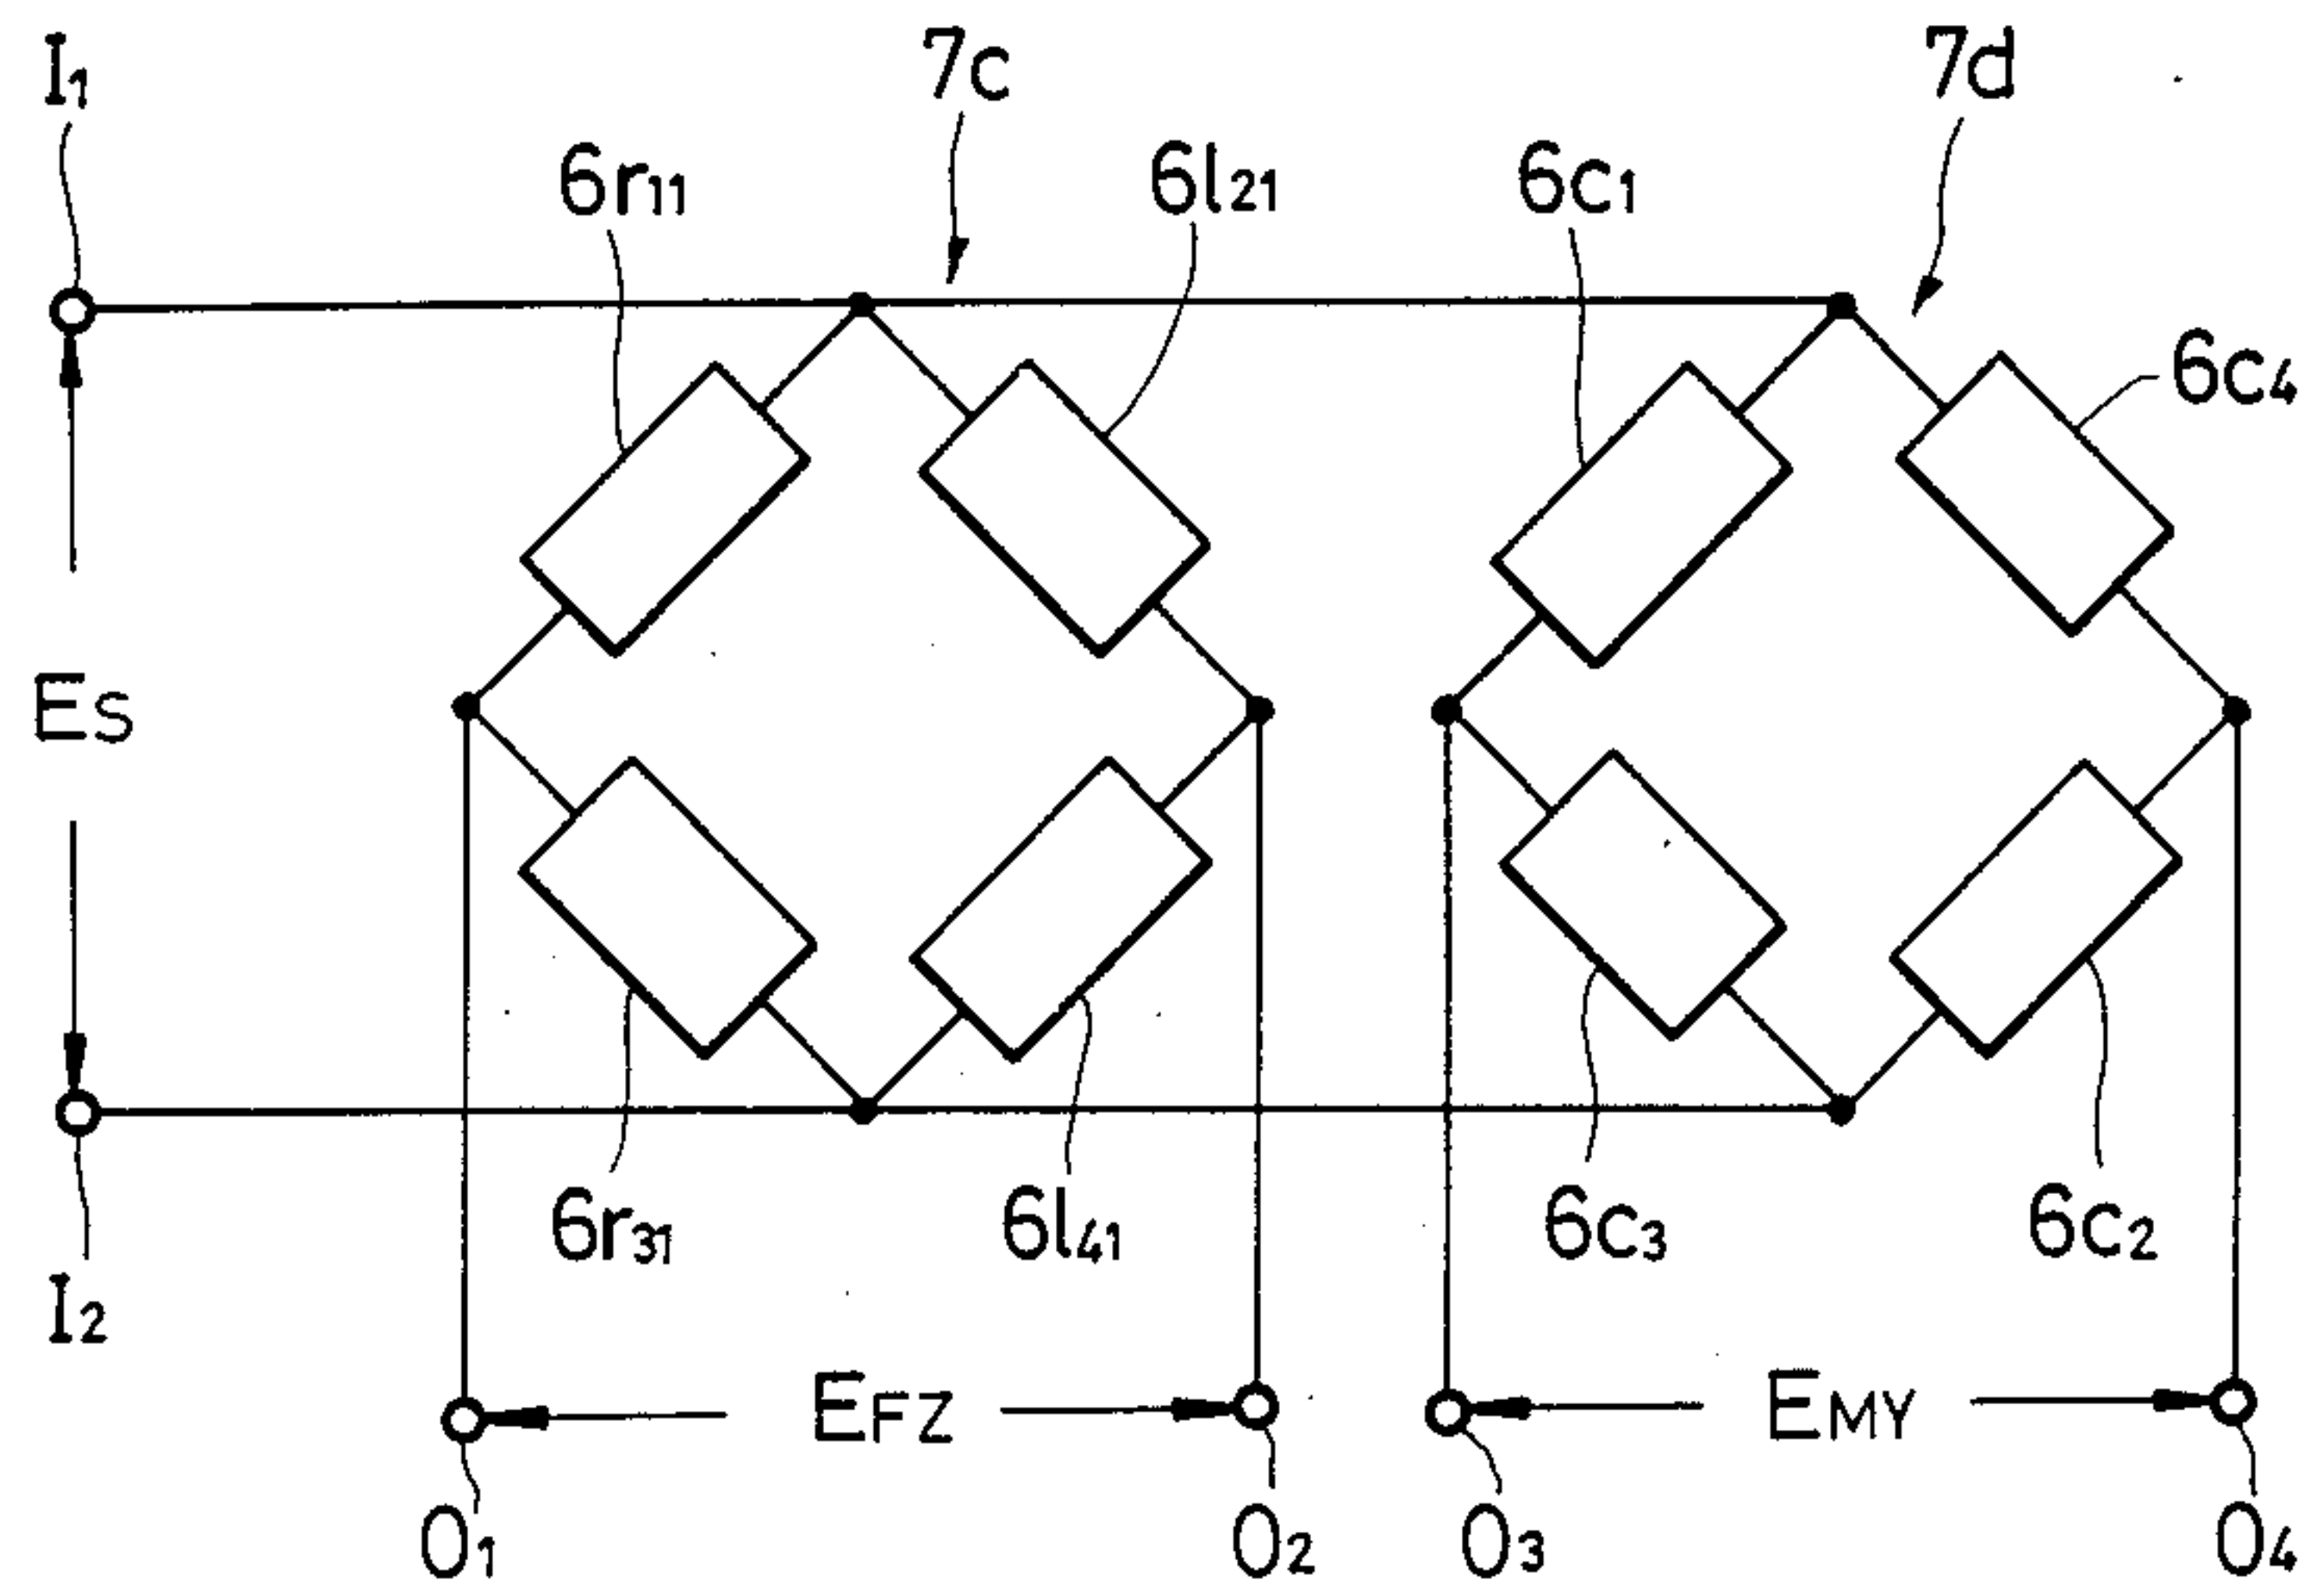 I1
7c
7d
6r11
6l21
6c1
6c4
ES
6r31
6l41
6c3
6c2
I2
EFZ
EMY
O1
O2
O3
O4